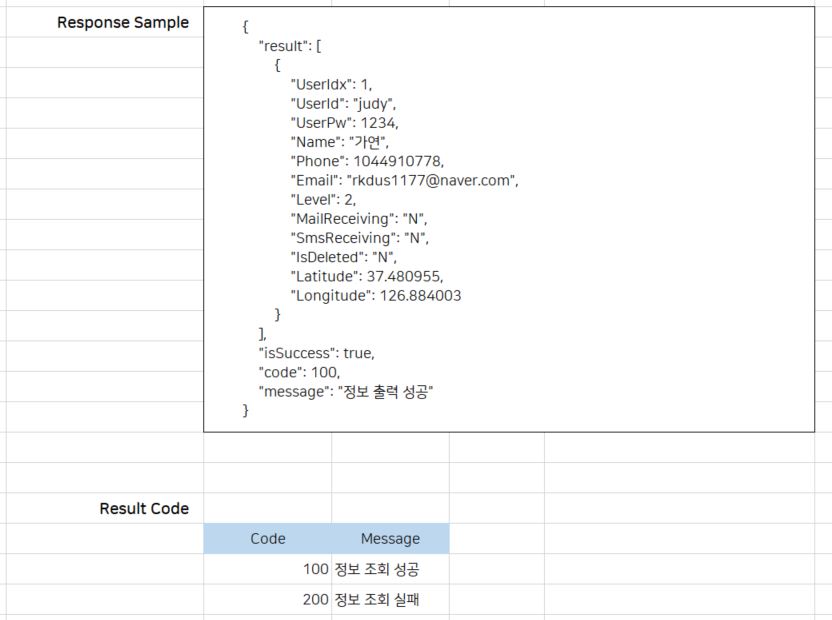 Response Sample
{
"result": [
{
"UserIdx": 1,
"UserId": "judy",
"UserPw": 1234,
"Name": "가연",
"Phone": 1044910778,
"Email": "rkdus1177@naver.com",
"Level": 2,
"MailReceiving": "N",
"SmsReceiving": "N",
"IsDeleted": "N",
"Latitude": 37.480955,
"Longitude": 126.884003
}
],
"isSuccess": true,
"code": 100,
"message": "정보 출력 성공"
}
Result Code
Code Message
100 정보 조회 성공
200 정보 조회 실패